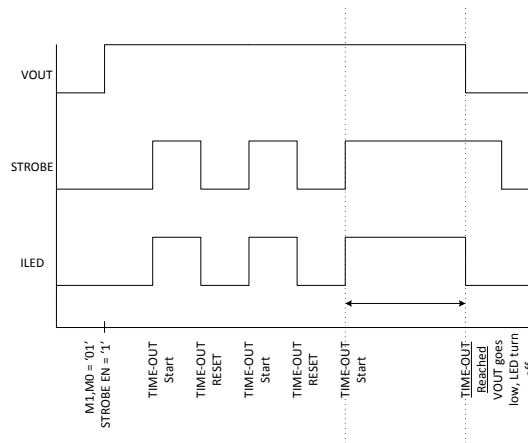 VOUT
STROBE
ILED
M1,M0 = ‘01’
STROBE EN = ‘1’
TIME-OUT
Start
TIME-OUT
RESET
TIME-OUT
Start
TIME-OUT
RESET
TIME-OUT
Start
TIME-OUT
Reached
VOUT goes
low, LED turn